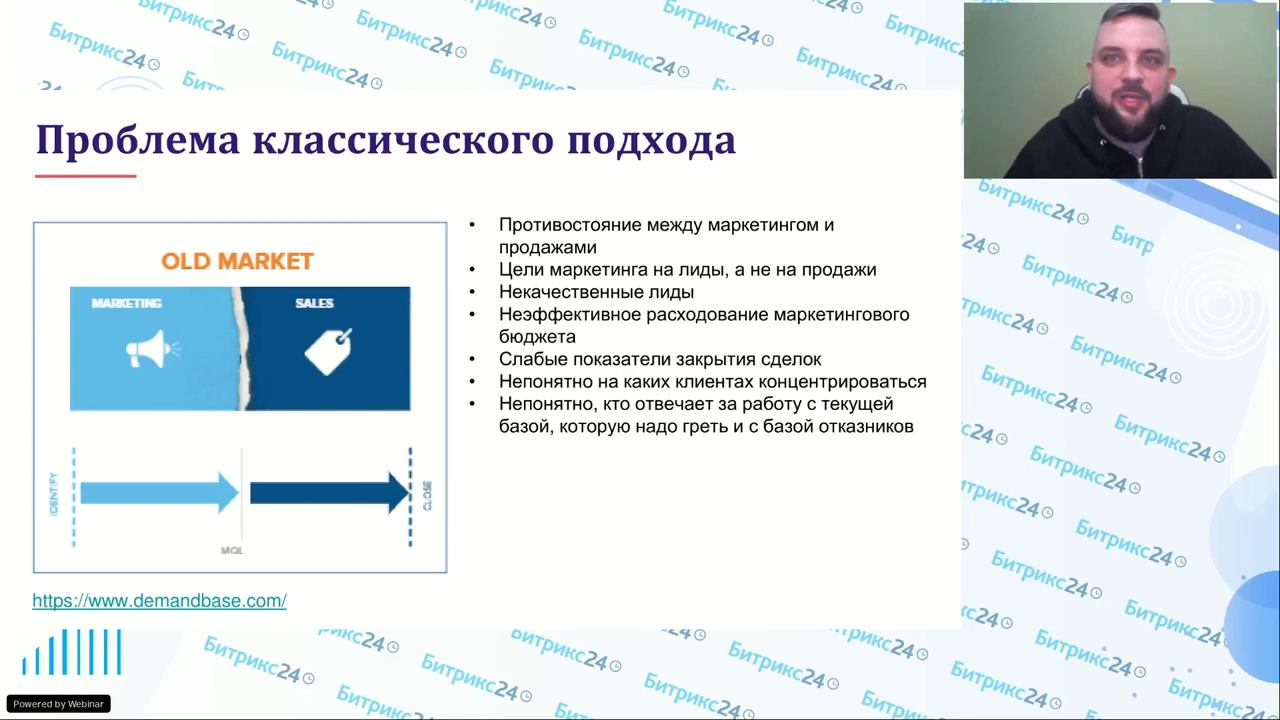 Проблема классического подхода
OLD MARKET
MARKETING
SALES
IDENTIFY
CLOSE
MQL
https://www.demandbase.com/
• Противостояние между маркетингом и
продажами
• Цели маркетинга на лиды, а не на продажи
• Некачественные лиды
• Неэффективное расходование маркетингового
бюджета
• Слабые показатели закрытия сделок
• Непонятно на каких клиентах концентрироваться
• Непонятно, кто отвечает за работу с текущей
базой, которую надо греть и с базой отказников
Битрикс24
Powered by Webinar